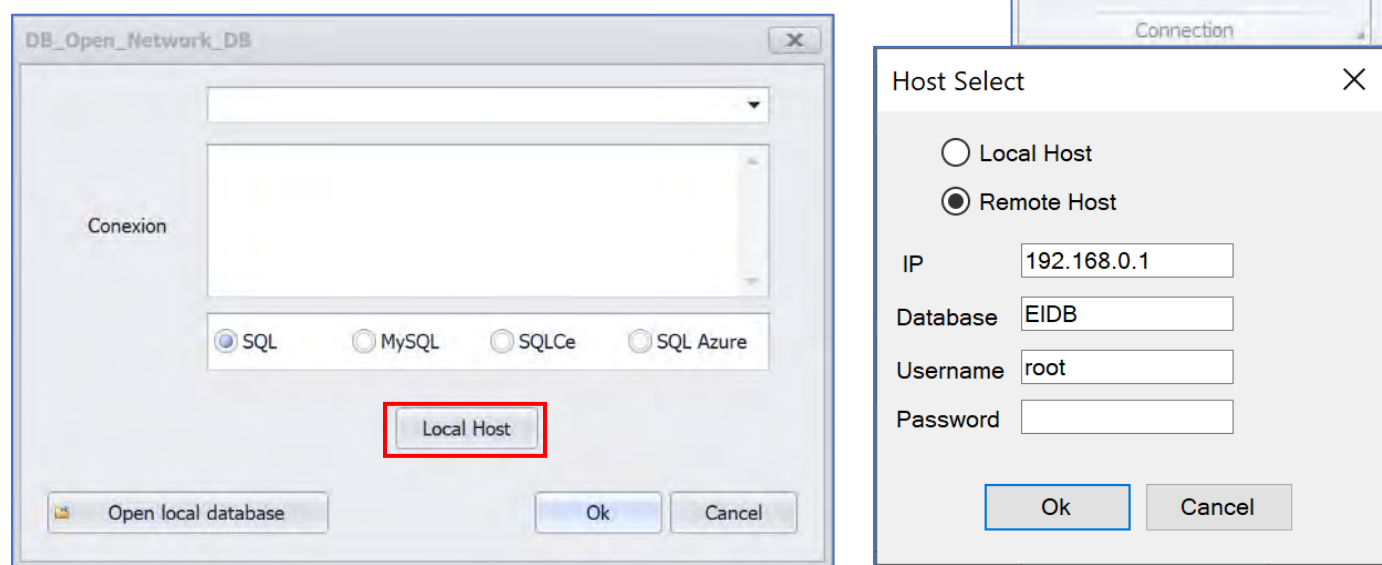 DB_Open_Network_DB
Conexion
SQL MySQL SQLCe SQL Azure
Local Host
Open local database Ok Cancel
Connection
Host Select
Local Host
Remote Host
IP 192.168.0.1
Database EIDB
Username root
Password
Ok Cancel